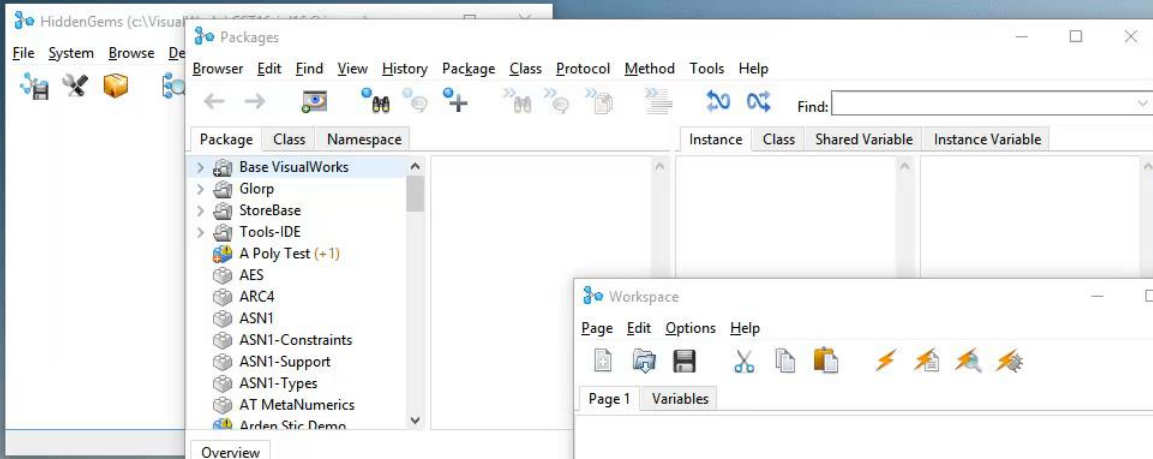 HiddenGems (c:\Visual
File System Browse De
Packages
Browser Edit Find View History Package Class Protocol Method Tools Help
Find:
Package Class Namespace
Instance Class Shared Variable Instance Variable
Base VisualWorks
Glorp
StoreBase
Tools-IDE
A Poly Test (+1)
AES
ARC4
ASN1
ASN1-Constraints
ASN1-Support
ASN1-Types
AT MetaNumerics
Arden Stic Demo
Overview
Workspace
Page Edit Options Help
Page 1 Variables